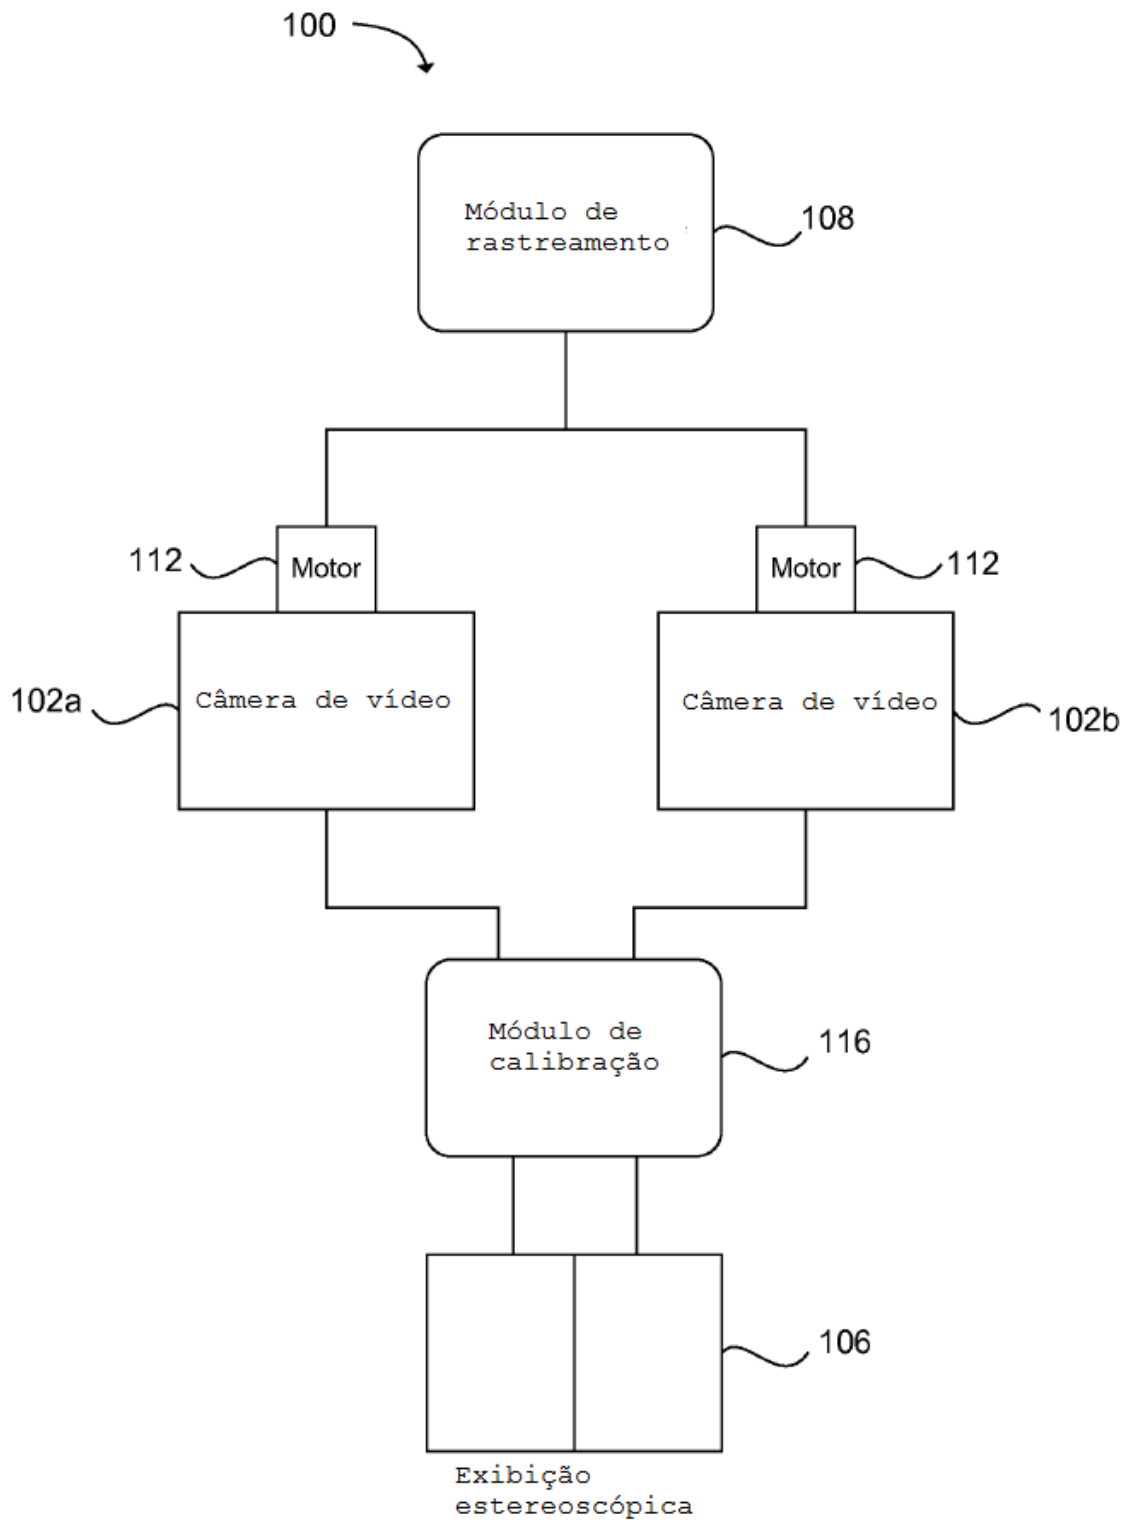 100
Módulo de
rastreamento
108
112
Motor
Motor
112
102a
Câmera de vídeo
Câmera de vídeo
102b
Módulo de
calibração
116
106
Exibição
estereoscópica